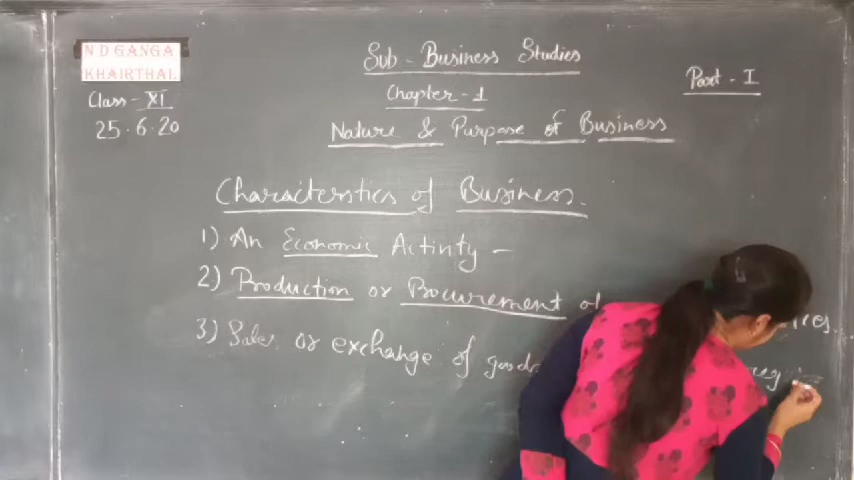 N D GANGA
KHAIRTHAL
Class - XI
25.6.20
Sub - Business Studies
Chapter - 1
Part - I
Nature & Purpose of Business
Characterstics of Business.
1) An Economic Activity -
2) Production or Procurement of
3) Sales or exchange of goods